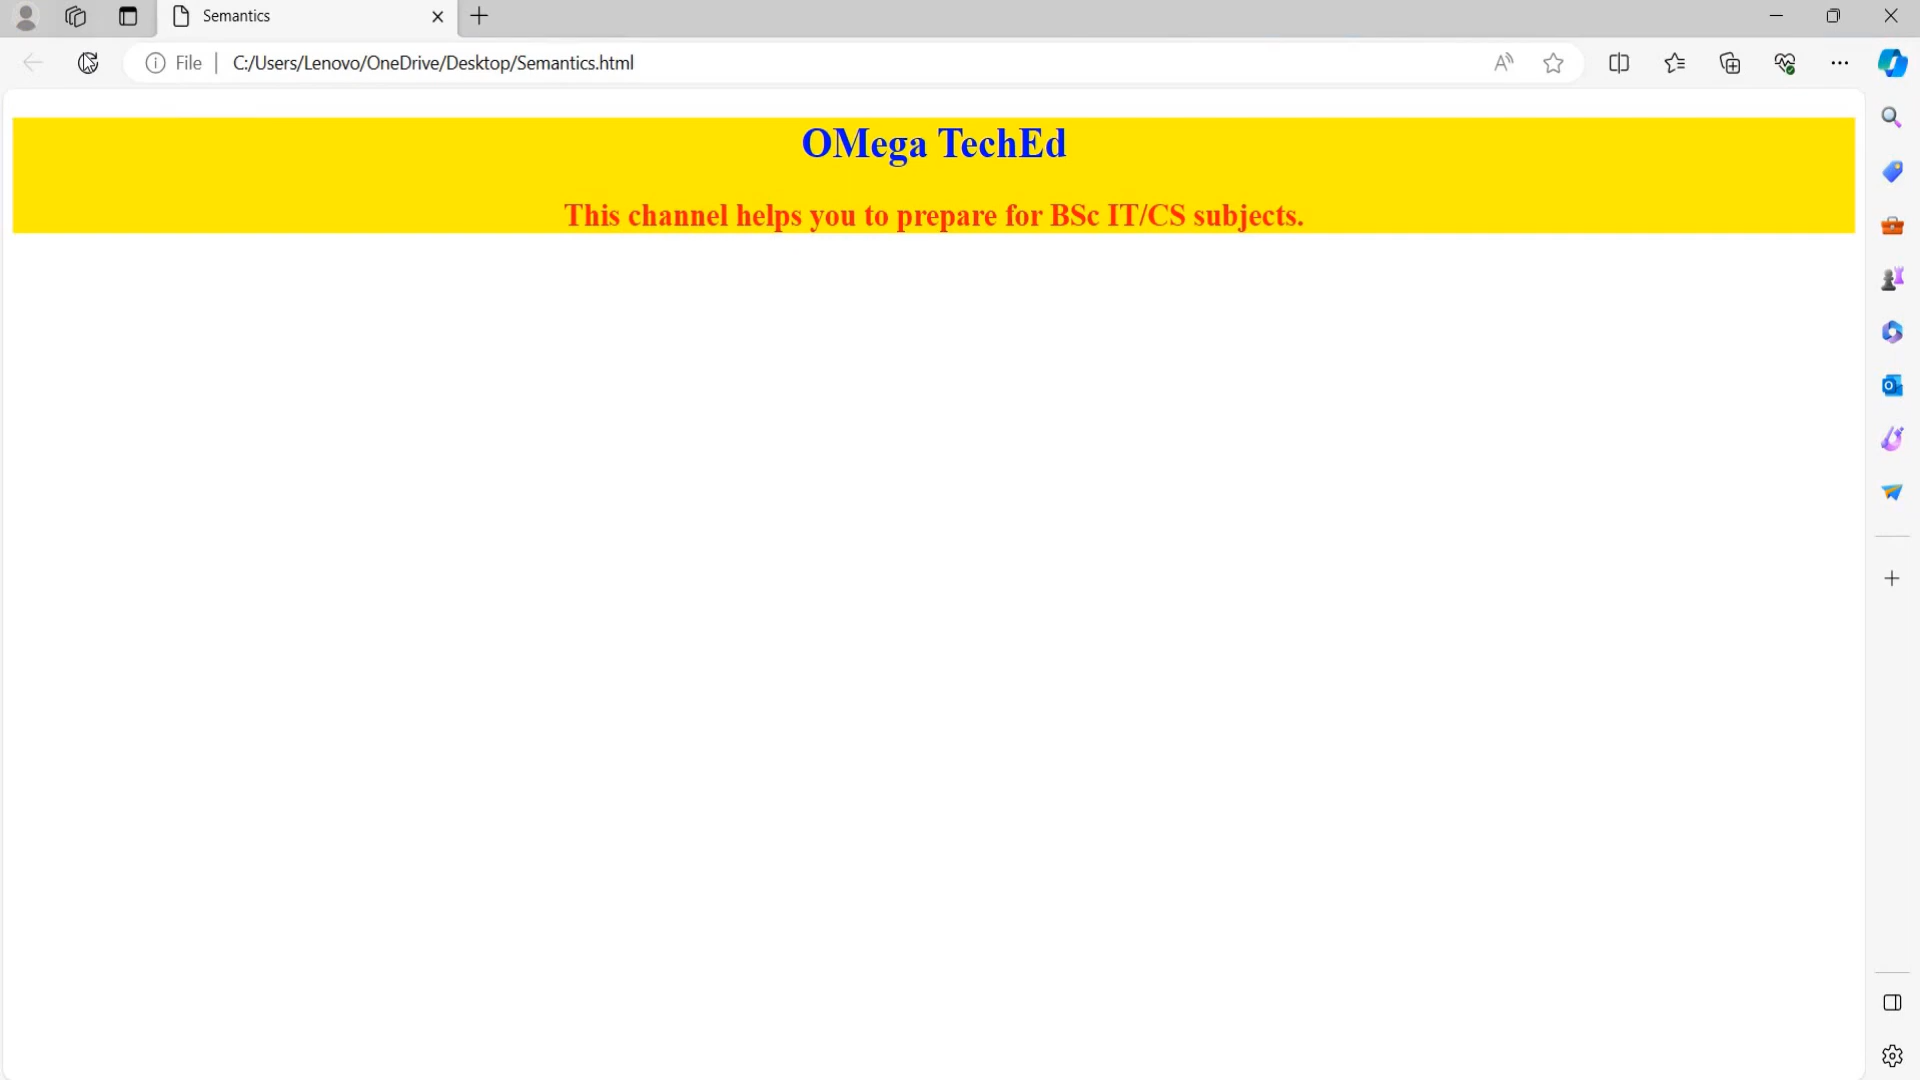 Semantics
File
C:/Users/Lenovo/OneDrive/Desktop/Semantics.html
OMega TechEd
This channel helps you to prepare for BSc IT/CS subjects.